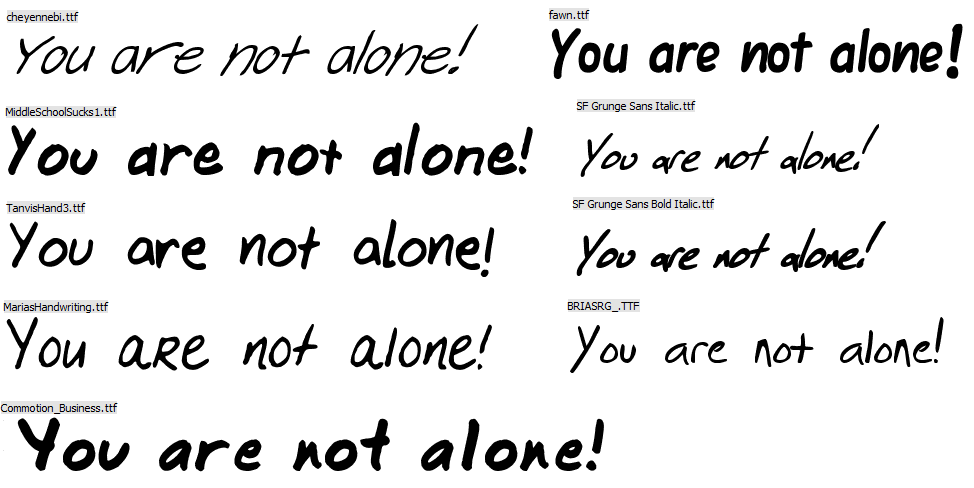 cheyennebi.ttf
You are not alone!
fawn.ttf
You are not alone!
MiddleSchoolSucks1.ttf
You are not alone!
SF Grunge Sans Italic.ttf
You are not alone!
TanvisHand3.ttf
You are not alone!
SF Grunge Sans Bold Italic.ttf
You are not alone!
MariasHandwriting.ttf
You aRe not alone!
BRIASRG_.TTF
You are not alone!
Commotion_Business.ttf
You are not alone!